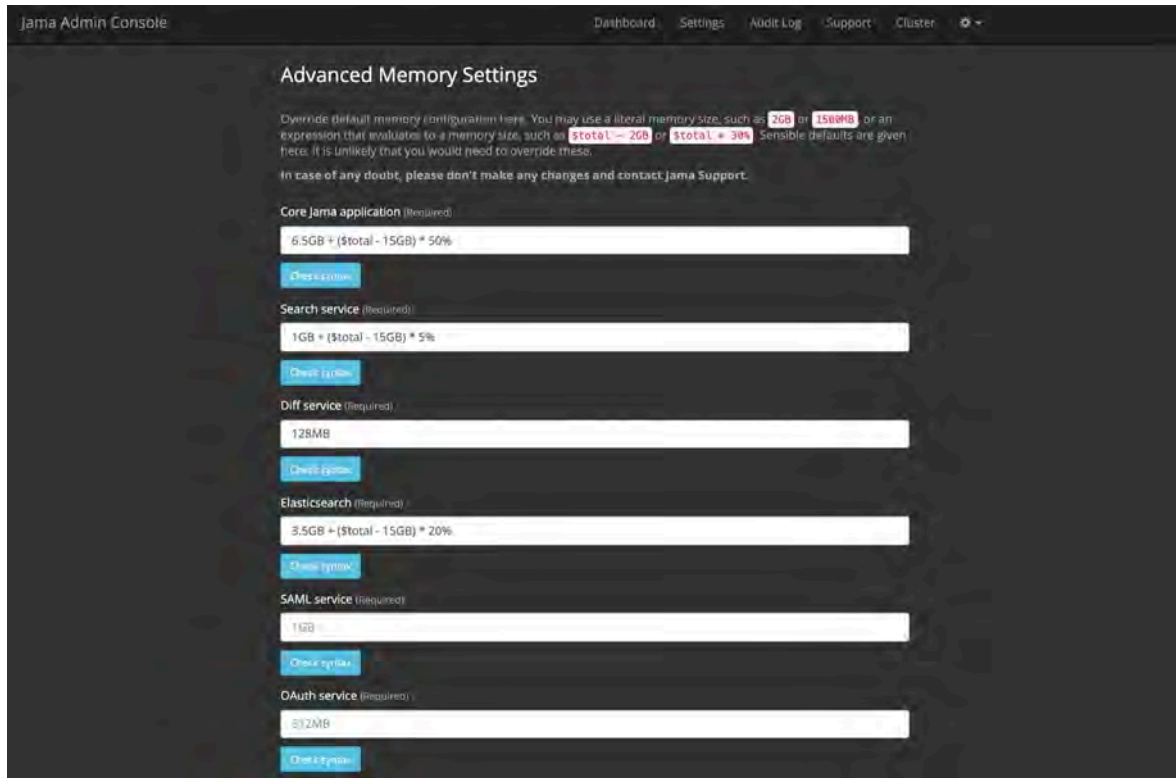 Jama Admin Console Dashboard Settings Audit Log Support Cluster
Advanced Memory Settings
Override default memory configuration here. You may use a literal memory size, such as 2GB or 1500MB, or an
expression that evaluates to a memory size, such as $total - 2GB or $total * 30%. Sensible defaults are given
here; it is unlikely that you would need to override these.
In case of any doubt, please don't make any changes and contact Jama Support.
Core Jama application (Required)
6.5GB + ($total - 15GB) * 50%
Check syntax
Search service (Required)
1GB + ($total - 15GB) * 5%
Check syntax
Diff service (Required)
128MB
Check syntax
Elasticsearch (Required)
3.5GB + ($total - 15GB) * 20%
Check syntax
SAML service (Required)
1GB
Check syntax
OAuth service (Required)
512MB
Check syntax